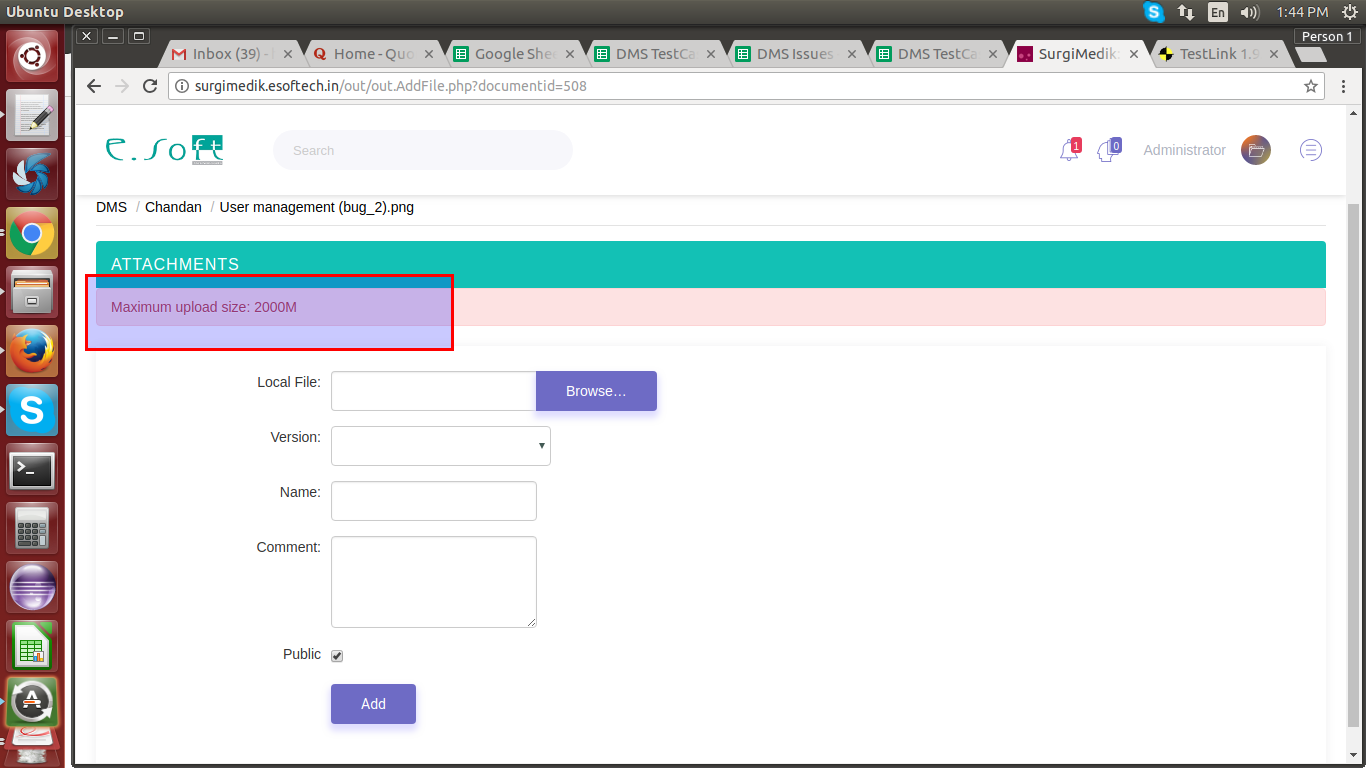 Ubuntu Desktop
En
1:44 PM
Person 1
Inbox (39) -
Home - Quo
Google Shee
DMS TestCa
DMS Issues
DMS TestCa
SurgiMedik:
TestLink 1.9
surgimedik.esoftech.in/out/out.AddFile.php?documentid=508
e.soft
Search
1
0
Administrator
DMS / Chandan / User management (bug_2).png
ATTACHMENTS
Maximum upload size: 2000M
Local File:
Browse...
Version:
Name:
Comment:
Public
Add